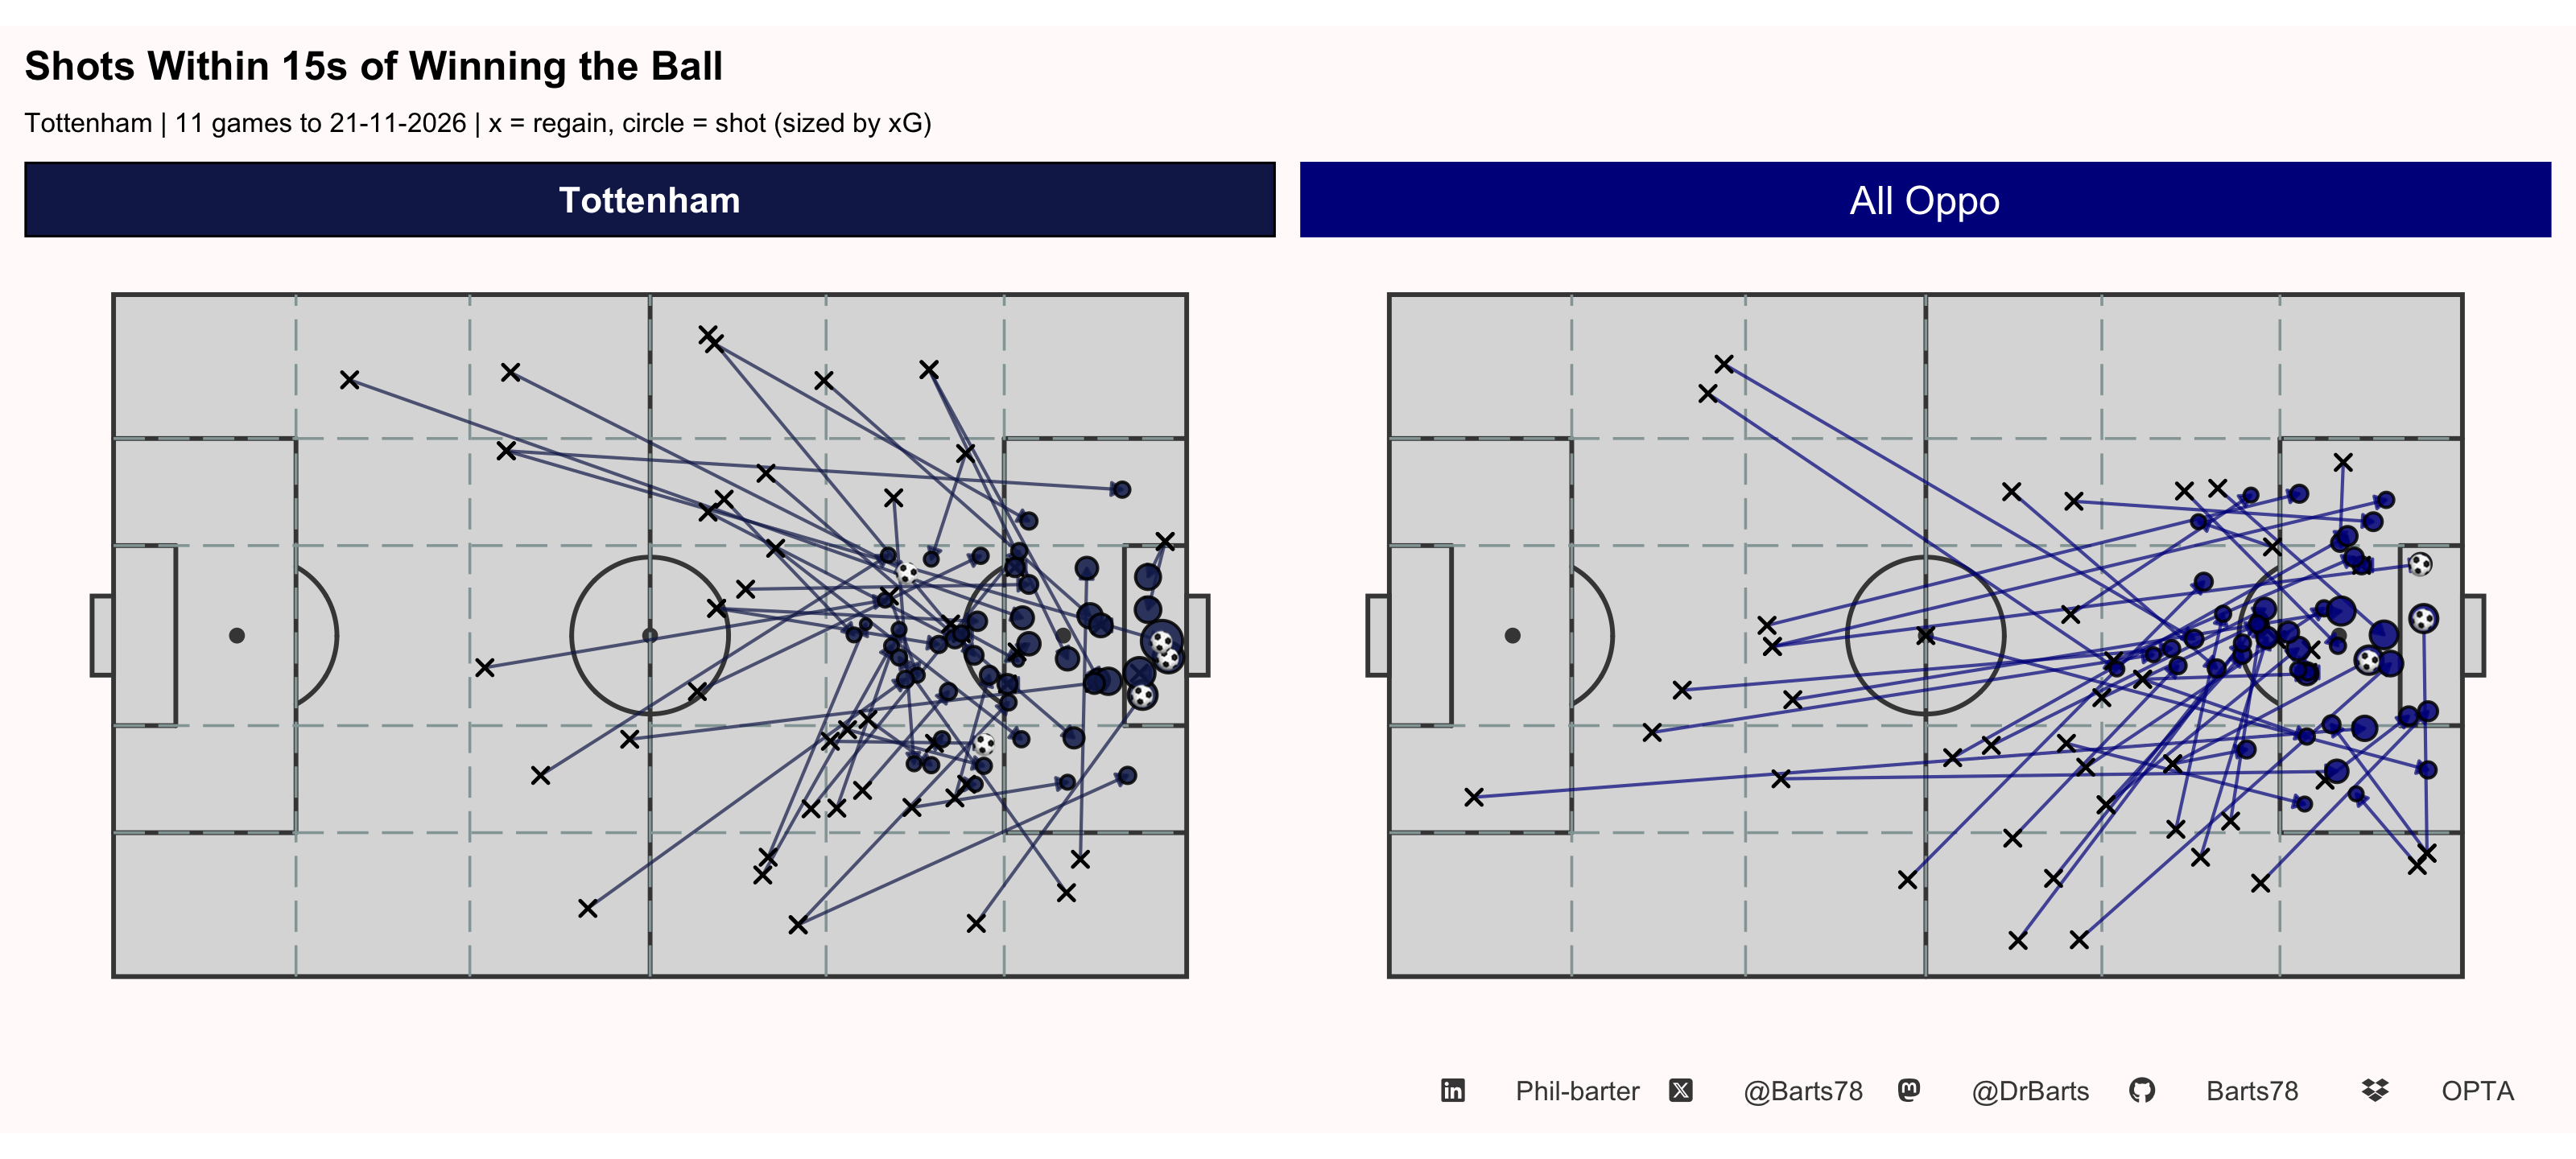 Shots Within 15s of Winning the Ball
Tottenham | 11 games to 21-11-2026 | x = regain, circle = shot (sized by xG)
Tottenham
All Oppo
Phil-barter @Barts78 @DrBarts Barts78 OPTA